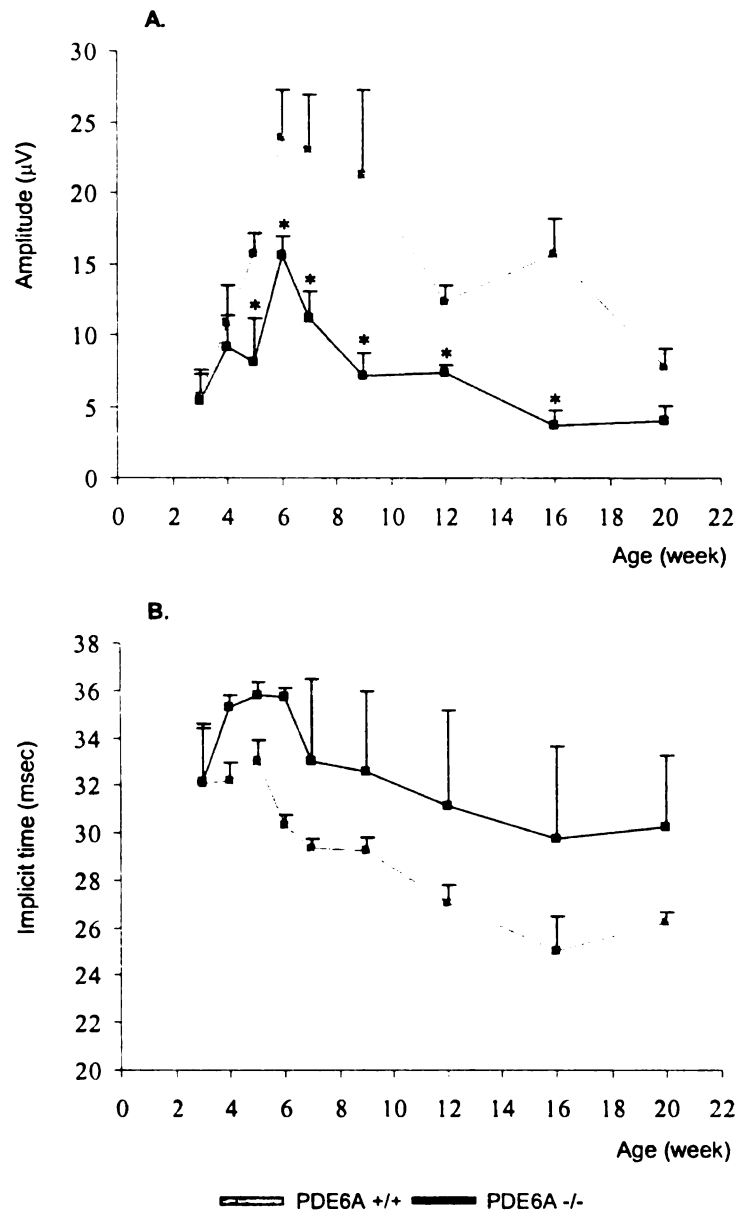 A.
30
25
20
15
10
5
0
Amplitude (µV)
*
*
*
*
*
*
0 2 4 6 8 10 12 14 16 18 20 22
Age (week)
B.
38
36
34
32
30
28
26
24
22
20
Implicit time (msec)
0 2 4 6 8 10 12 14 16 18 20 22
Age (week)
PDE6A +/+ PDE6A -/-